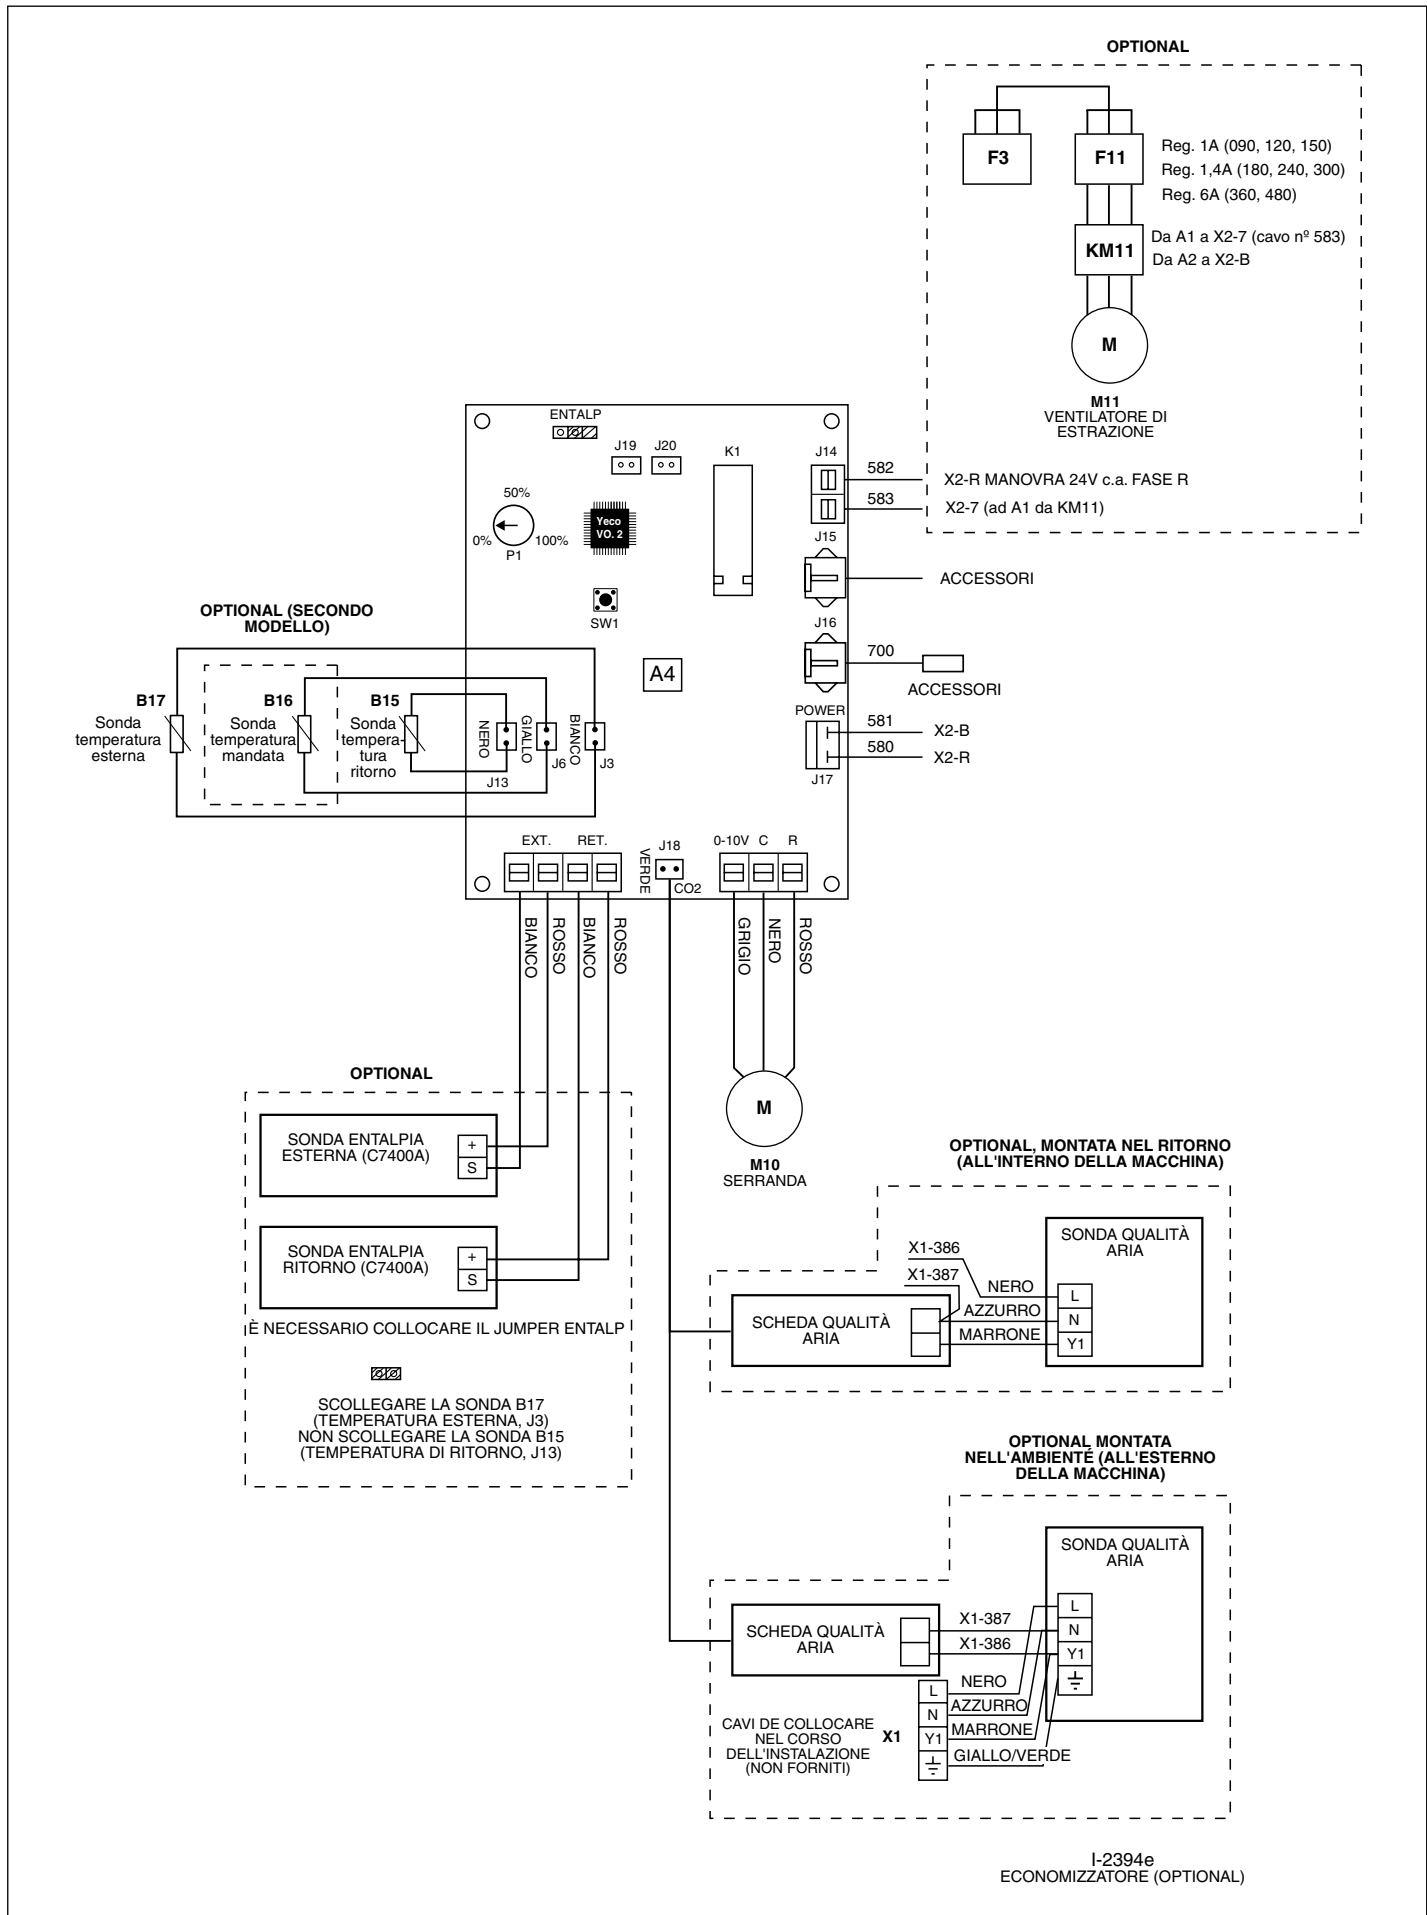 OPTIONAL
F3
F11
Reg. 1A (090, 120, 150)
Reg. 1,4A (180, 240, 300)
Reg. 6A (360, 480)
KM11
Da A1 a X2-7 (cavo nº 583)
Da A2 a X2-B
M
M11
VENTILATORE DI
ESTRAZIONE
582
X2-R MANOVRA 24V c.a. FASE R
583
X2-7 (ad A1 da KM11)
ENTALP
J19
J20
K1
J14
50%
0%
100%
P1
Yeco
VO. 2
SW1
J15
ACCESSORI
J16
700
ACCESSORI
A4
POWER
581
X2-B
580
X2-R
J17
OPTIONAL (SECONDO
MODELLO)
B17
Sonda
temperatura
esterna
B16
Sonda
temperatura
mandata
B15
Sonda
tempera-
tura
ritorno
NERO
J13
GIALLO
J6
BIANCO
J3
EXT.
RET.
VERDE
J18
CO2
0-10V
C
R
BIANCO
ROSSO
BIANCO
ROSSO
GRIGIO
NERO
ROSSO
M
M10
SERRANDA
OPTIONAL
SONDA ENTALPIA
ESTERNA (C7400A)
+
S
SONDA ENTALPIA
RITORNO (C7400A)
+
S
È NECESSARIO COLLOCARE IL JUMPER ENTALP
SCOLLEGARE LA SONDA B17
(TEMPERATURA ESTERNA, J3)
NON SCOLLEGARE LA SONDA B15
(TEMPERATURA DI RITORNO, J13)
OPTIONAL, MONTATA NEL RITORNO
(ALL'INTERNO DELLA MACCHINA)
SONDA QUALITÀ
ARIA
X1-386
X1-387
NERO
AZZURRO
MARRONE
L
N
Y1
SCHEDA QUALITÀ
ARIA
OPTIONAL MONTATA
NELL'AMBIENTÉ (ALL'ESTERNO
DELLA MACCHINA)
SONDA QUALITÀ
ARIA
L
N
Y1
SCHEDA QUALITÀ
ARIA
X1-387
X1-386
CAVI DE COLLOCARE
NEL CORSO
DELL'INSTALAZIONE
(NON FORNITI)
X1
L
N
Y1
NERO
AZZURRO
MARRONE
GIALLO/VERDE
I-2394e
ECONOMIZZATORE (OPTIONAL)